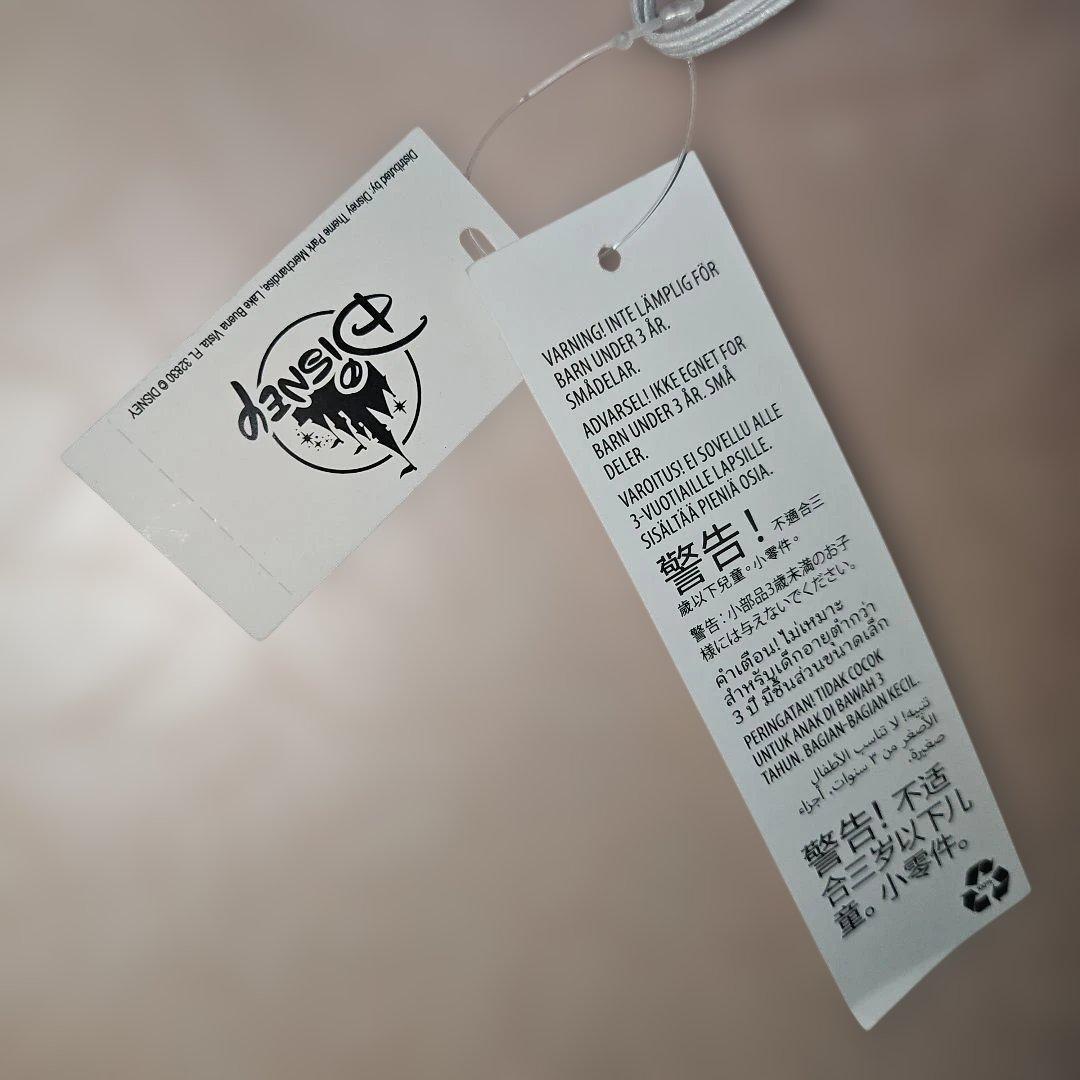 Distributed by: Disney Theme Park Merchandise, Lake Buena Vista, FL 32830 © DISNEY
Disney
VARNING! INTE LÄMPLIG FÖR
BARN UNDER 3 ÅR.
SMÅDELAR.
ADVARSEL! IKKE EGNET FOR
BARN UNDER 3 ÅR. SMÅ
DELER.
VAROITUS! EI SOVELLU ALLE
3-VUOTIAILLE LAPSILLE.
SISÄLTÄÄ PIENIÄ OSIA.
警告！不適合三
歲以下兒童。小零件。
警告：小部品3歳未満のお子
様には与えないでください。
คำเตือน! ไม่เหมาะ
สำหรับเด็กอายุต่ำกว่า
3 ปี มีชิ้นส่วนขนาดเล็ก
PERINGATAN! TIDAK COCOK
UNTUK ANAK DI BAWAH 3
TAHUN. BAGIAN-BAGIAN KECIL.
تنبيه! لا تناسب الأطفال
الأصغر من ٣ سنوات. أجزاء
صغيرة.
警告！不适
合三岁以下儿
童。小零件。